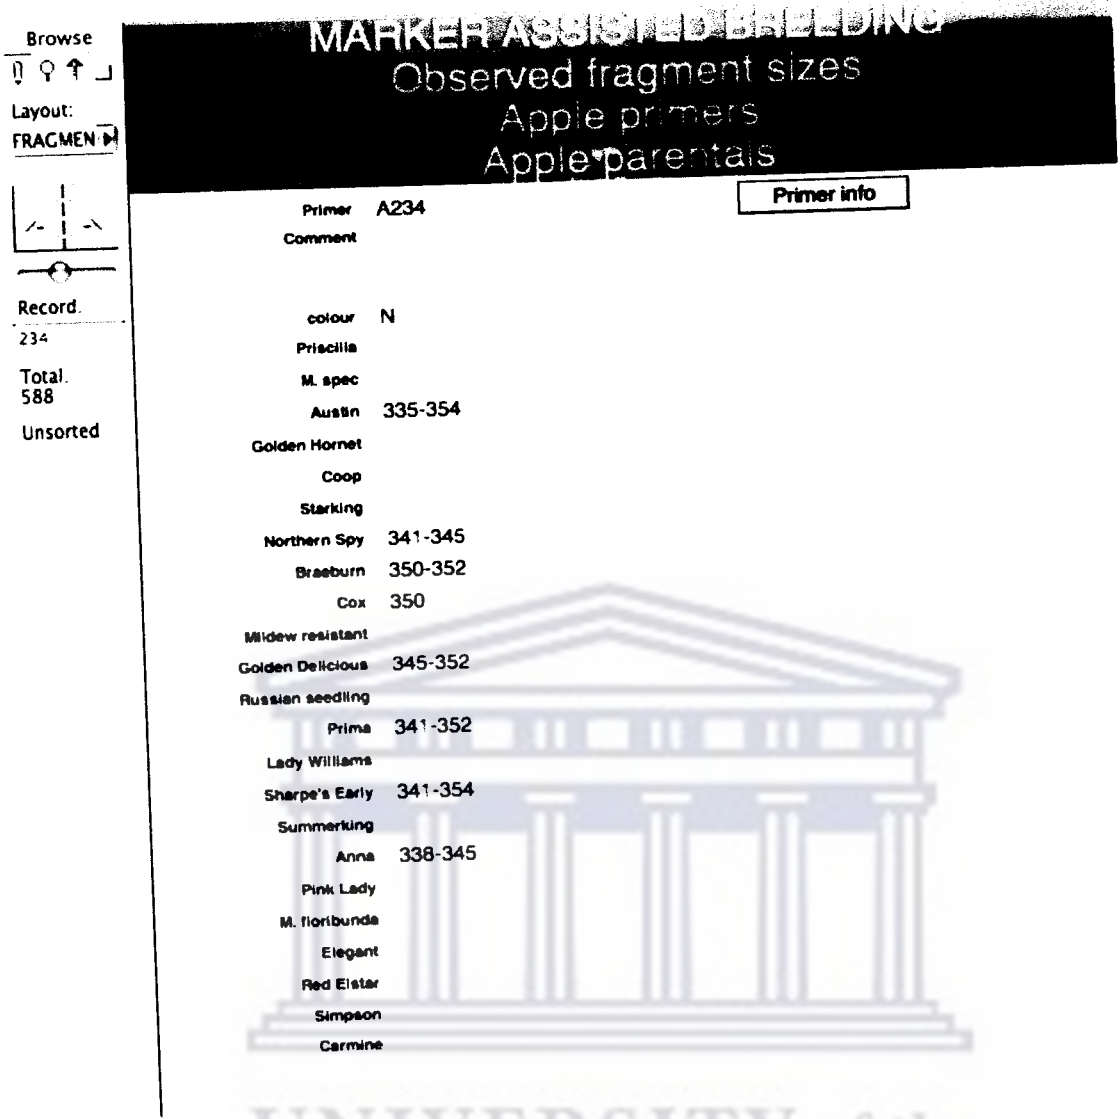 MARKER ASSISTED BREEDING
Observed fragment sizes
Apple primers
Apple parentals
Browse
Layout:
FRAGMEN
Record.
234
Total.
588
Unsorted
Primer info
Primer A234
Comment
colour N
Priscilla
M. spec
Austin 335-354
Golden Hornet
Coop
Starking
Northern Spy 341-345
Braeburn 350-352
Cox 350
Mildew resistant
Golden Delicious 345-352
Russian seedling
Prima 341-352
Lady Williams
Sharpe's Early 341-354
Summerking
Anna 338-345
Pink Lady
M. floribunda
Elegant
Red Elstar
Simpson
Carmine
UNIVERSITY of the